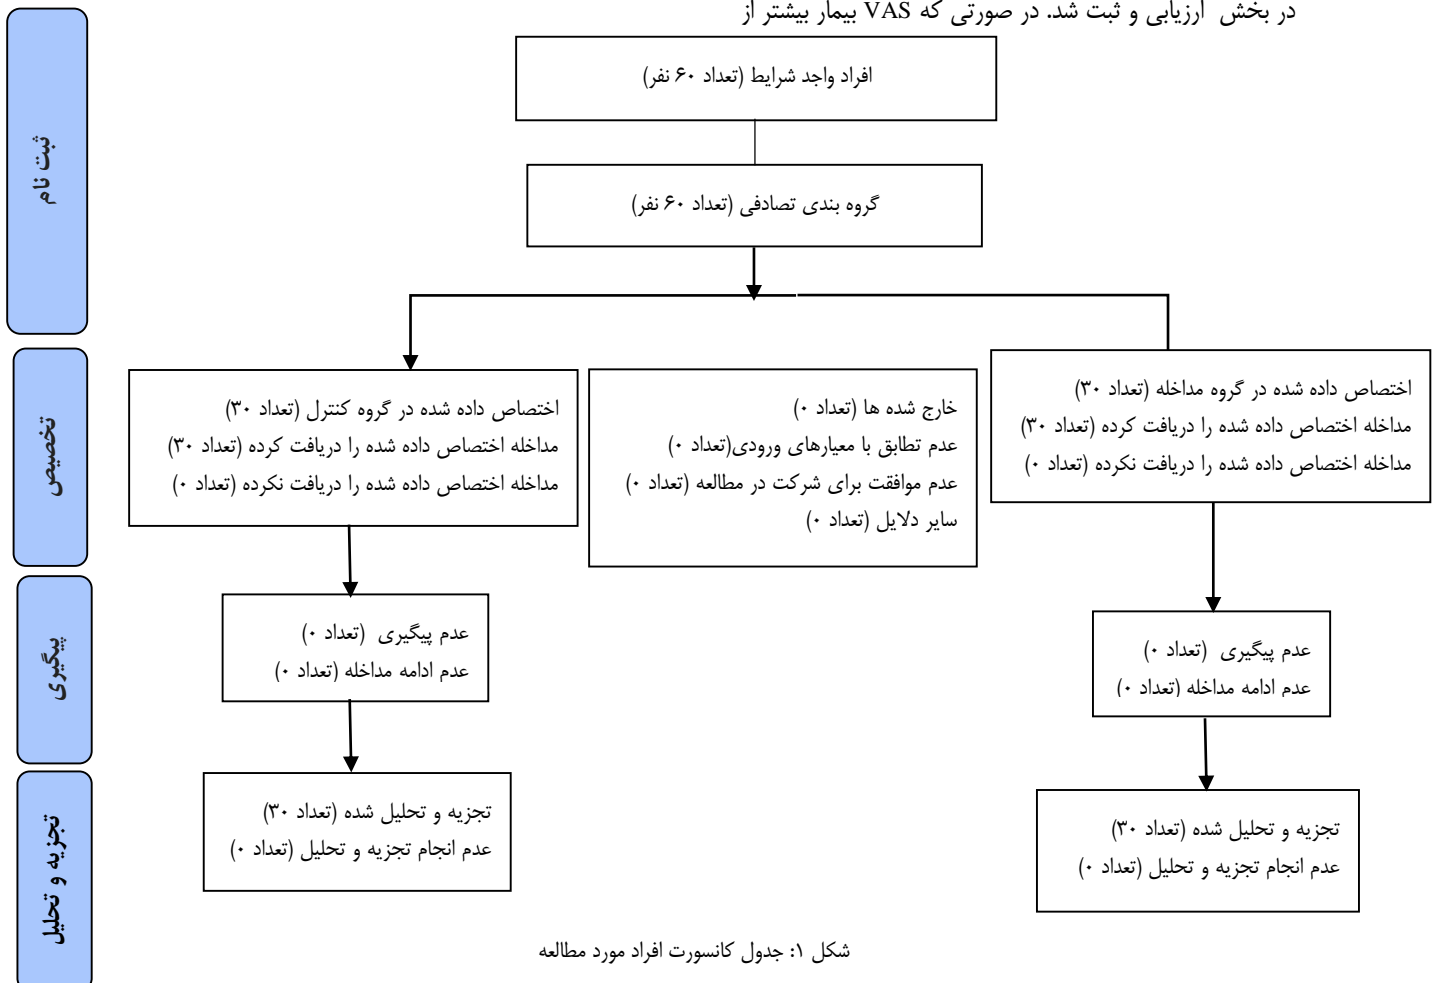 در بخش ارزیابی و ثبت شد. در صورتی که VAS بیمار بیشتر از
ثبت نام
افراد واجد شرایط (تعداد ۶۰ نفر)
گروه بندی تصادفی (تعداد ۶۰ نفر)
تخصیص
اختصاص داده شده در گروه مداخله (تعداد ۳۰)
مداخله اختصاص داده شده را دریافت کرده (تعداد ۳۰)
مداخله اختصاص داده شده را دریافت نکرده (تعداد ۰)
خارج شده ها (تعداد ۰)
عدم تطابق با معیارهای ورودی(تعداد ۰)
عدم موافقت برای شرکت در مطالعه (تعداد ۰)
سایر دلایل (تعداد ۰)
اختصاص داده شده در گروه کنترل (تعداد ۳۰)
مداخله اختصاص داده شده را دریافت کرده (تعداد ۳۰)
مداخله اختصاص داده شده را دریافت نکرده (تعداد ۰)
پیگیری
عدم پیگیری (تعداد ۰)
عدم ادامه مداخله (تعداد ۰)
عدم پیگیری (تعداد ۰)
عدم ادامه مداخله (تعداد ۰)
تجزیه و تحلیل
تجزیه و تحلیل شده (تعداد ۳۰)
عدم انجام تجزیه و تحلیل (تعداد ۰)
تجزیه و تحلیل شده (تعداد ۳۰)
عدم انجام تجزیه و تحلیل (تعداد ۰)
شکل ۱: جدول کانسورت افراد مورد مطالعه